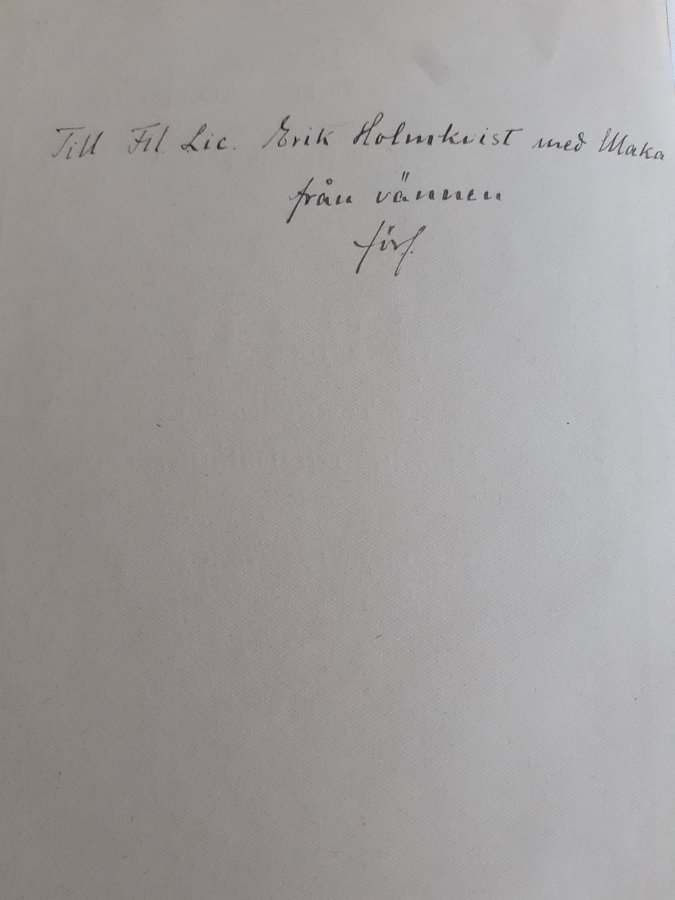 Till Fil. Lic. Erik Holmkvist med Maka
från vännen
förf.